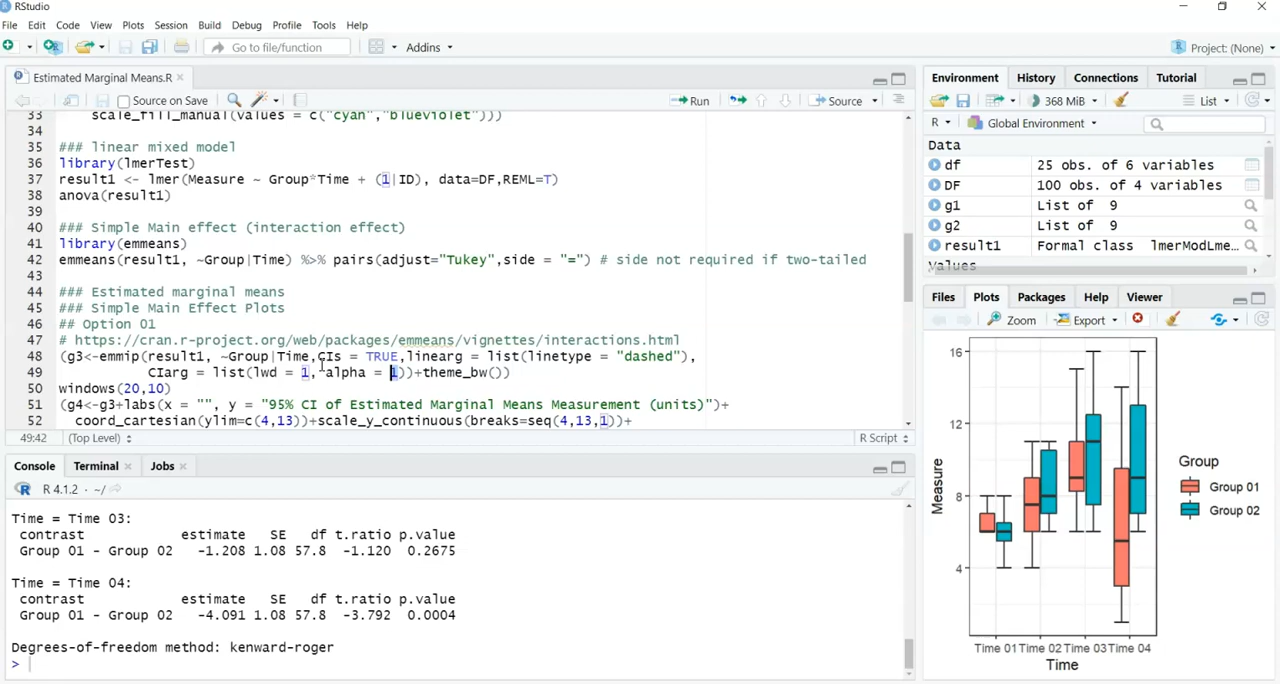 RStudio
File Edit Code View Plots Session Build Debug Profile Tools Help
Go to file/function Addins Project: (None)
Estimated Marginal Means.R
Source on Save Run Source
33 scale_fill_manual(values = c("cyan","blueviolet")))
34
35 ### linear mixed model
36 library(lmerTest)
37 result1 <- lmer(Measure ~ Group*Time + (1|ID), data=DF,REML=T)
38 anova(result1)
39
40 ### Simple Main effect (interaction effect)
41 library(emmeans)
42 emmeans(result1, ~Group|Time) %>% pairs(adjust="Tukey",side = "=") # side not required if two-tailed
43
44 ### Estimated marginal means
45 ### Simple Main Effect Plots
46 ## Option 01
47 # https://cran.r-project.org/web/packages/emmeans/vignettes/interactions.html
48 (g3<-emmip(result1, ~Group|Time,CIs = TRUE,linearg = list(linetype = "dashed"),
49 CIarg = list(lwd = 1, alpha = 1))+theme_bw())
50 windows(20,10)
51 (g4<-g3+labs(x = "", y = "95% CI of Estimated Marginal Means Measurement (units)")+
52 coord_cartesian(ylim=c(4,13))+scale_y_continuous(breaks=seq(4,13,1))+
49:42 (Top Level) R Script
Console Terminal Jobs
R 4.1.2 · ~/
Time = Time 03:
contrast estimate SE df t.ratio p.value
Group 01 - Group 02 -1.208 1.08 57.8 -1.120 0.2675
Time = Time 04:
contrast estimate SE df t.ratio p.value
Group 01 - Group 02 -4.091 1.08 57.8 -3.792 0.0004
Degrees-of-freedom method: kenward-roger
>
Environment History Connections Tutorial
368 MiB List
R Global Environment
Data
df 25 obs. of 6 variables
DF 100 obs. of 4 variables
g1 List of 9
g2 List of 9
result1 Formal class lmerModLme...
Values
Files Plots Packages Help Viewer
Zoom Export
16
12
8
4
Measure
Time 01 Time 02 Time 03 Time 04
Time
Group
Group 01
Group 02